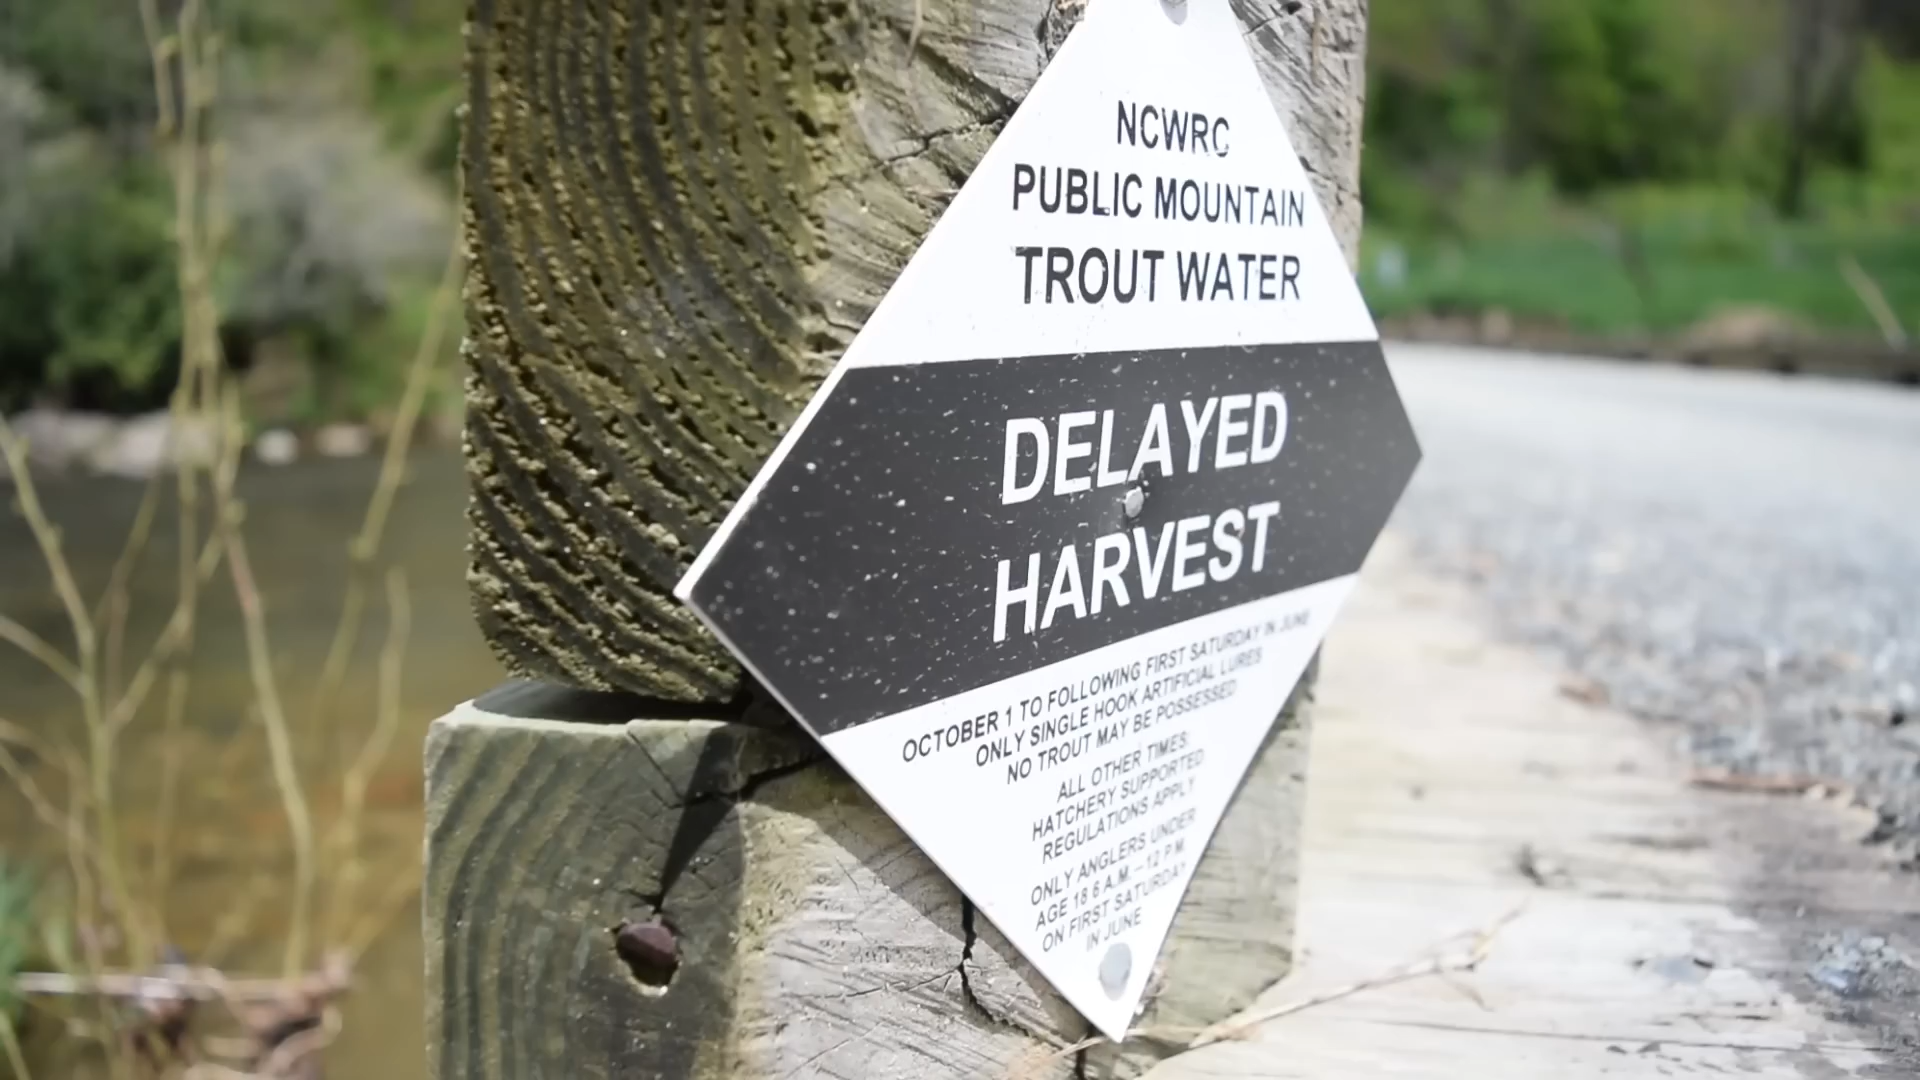 NCWRC
PUBLIC MOUNTAIN
TROUT WATER
DELAYED
HARVEST
OCTOBER 1 TO FOLLOWING FIRST SATURDAY IN JUNE
ONLY SINGLE HOOK ARTIFICIAL LURES
NO TROUT MAY BE POSSESSED
ALL OTHER TIMES:
HATCHERY SUPPORTED
REGULATIONS APPLY
ONLY ANGLERS UNDER
AGE 18 6 A.M. – 12 P.M.
ON FIRST SATURDAY
IN JUNE